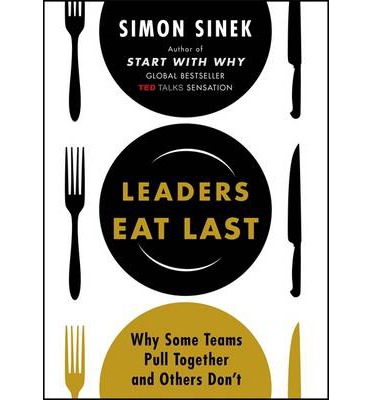 SIMON SINEK
Author of
START WITH WHY
GLOBAL BESTSELLER
TED TALKS SENSATION
LEADERS
EAT LAST
Why Some Teams
Pull Together
and Others Don't